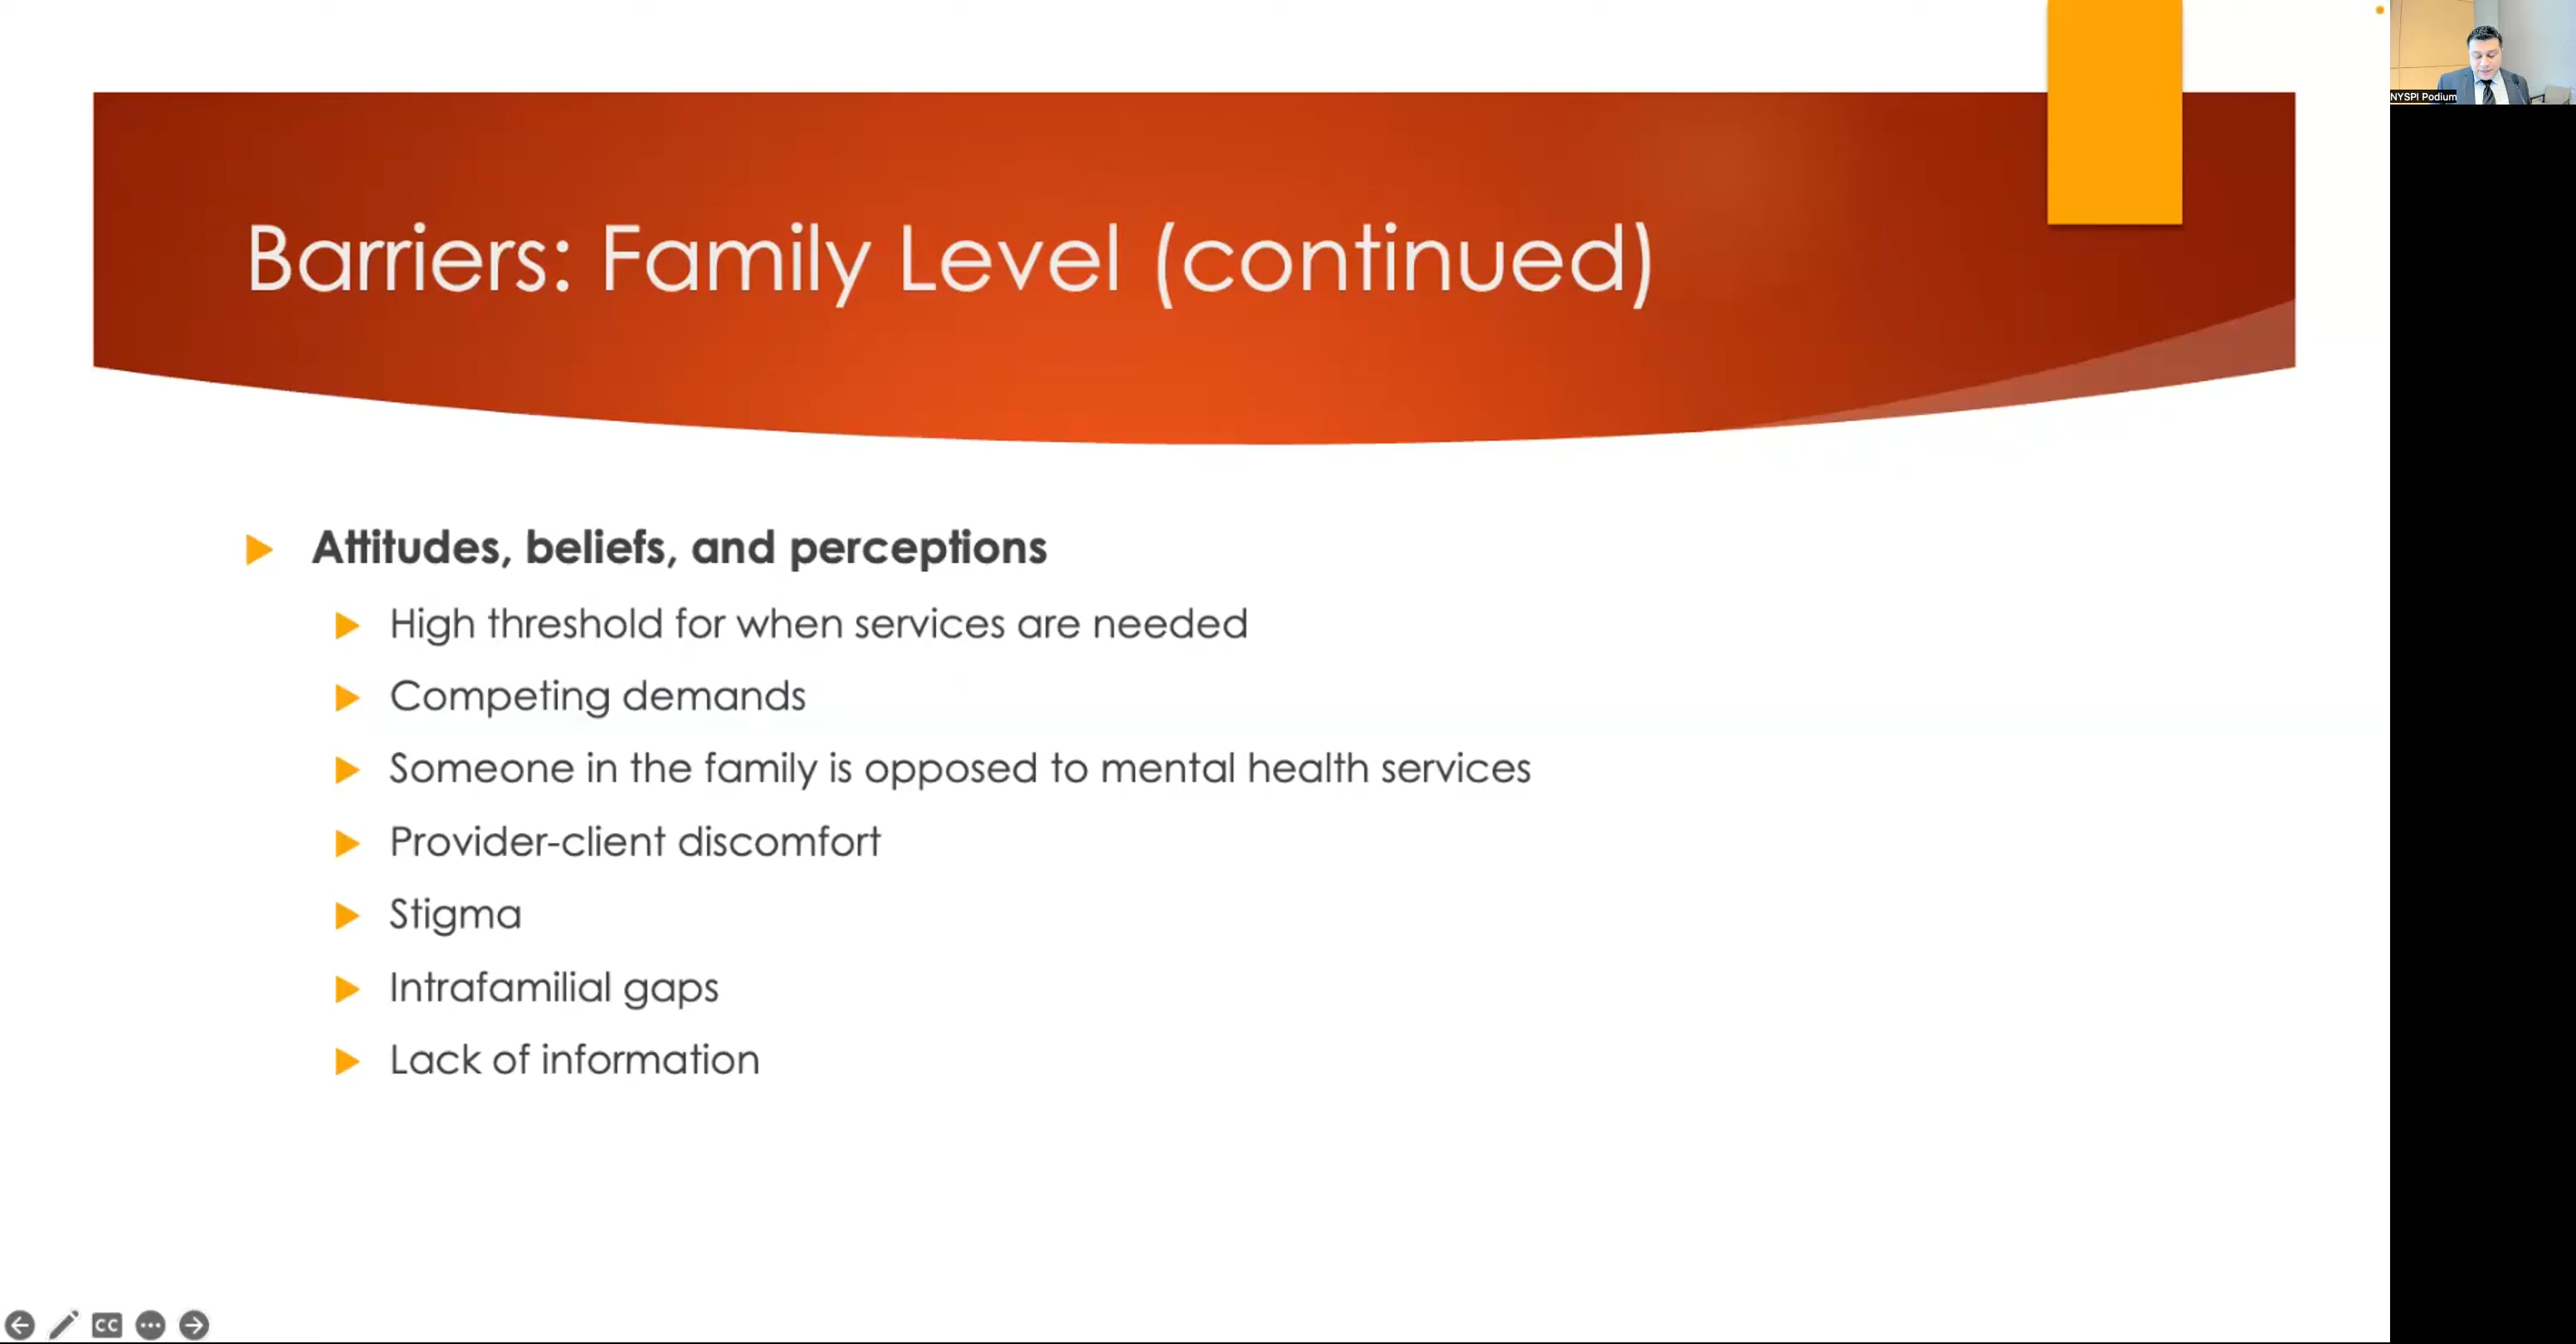 NYSPI Podium
Barriers: Family Level (continued)
Attitudes, beliefs, and perceptions
High threshold for when services are needed
Competing demands
Someone in the family is opposed to mental health services
Provider-client discomfort
Stigma
Intrafamilial gaps
Lack of information
CC